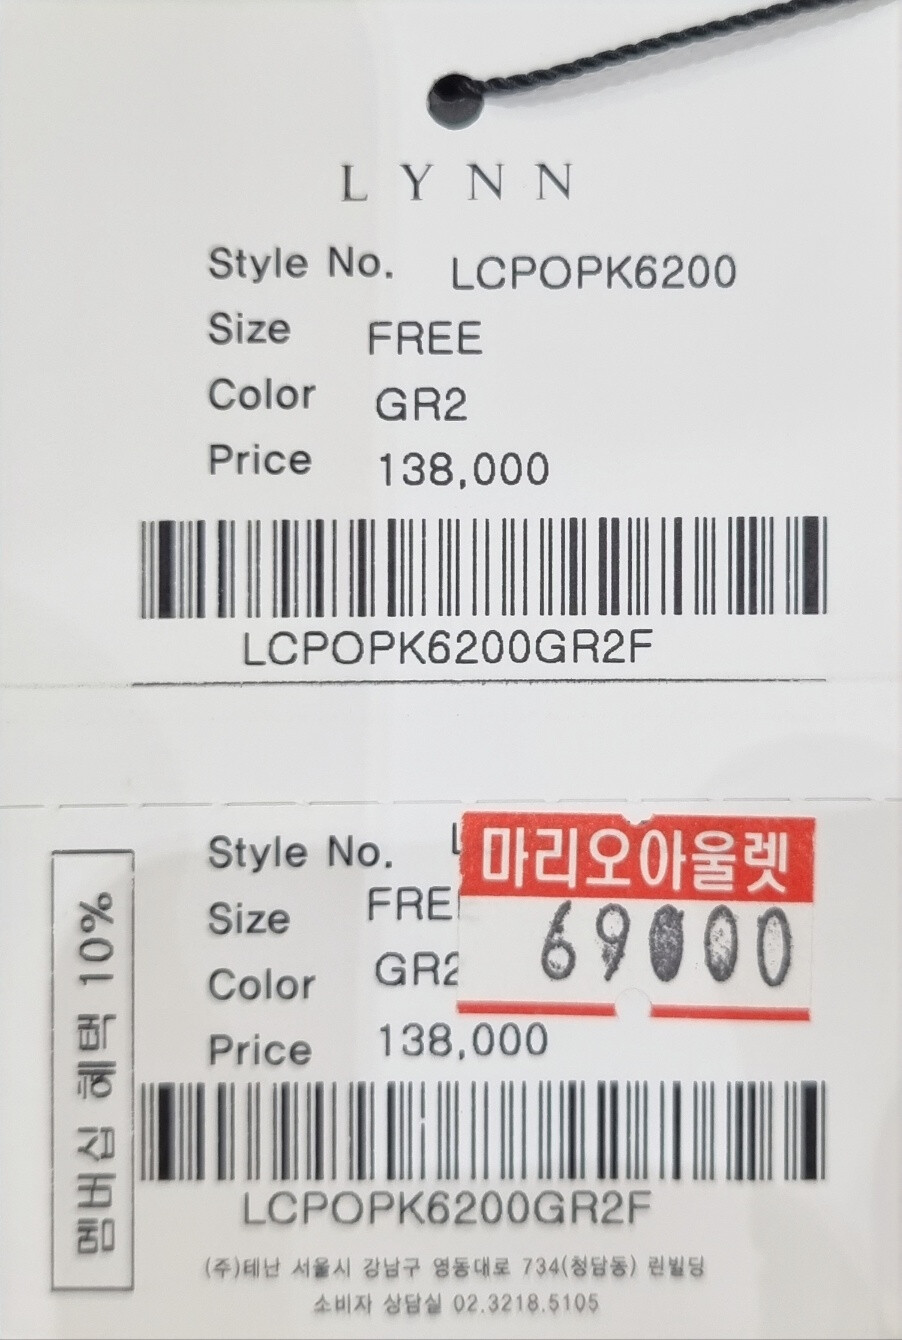 LYNN
Style No. LCPOPK6200
Size FREE
Color GR2
Price 138,000
LCPOPK6200GR2F
마리오아울렛
69000
Style No.
Size FRE
Color GR2
Price 138,000
LCPOPK6200GR2F
멤버십 혜택 10%
(주)테난 서울시 강남구 영동대로 734(청담동) 린빌딩
소비자 상담실 02.3218.5105